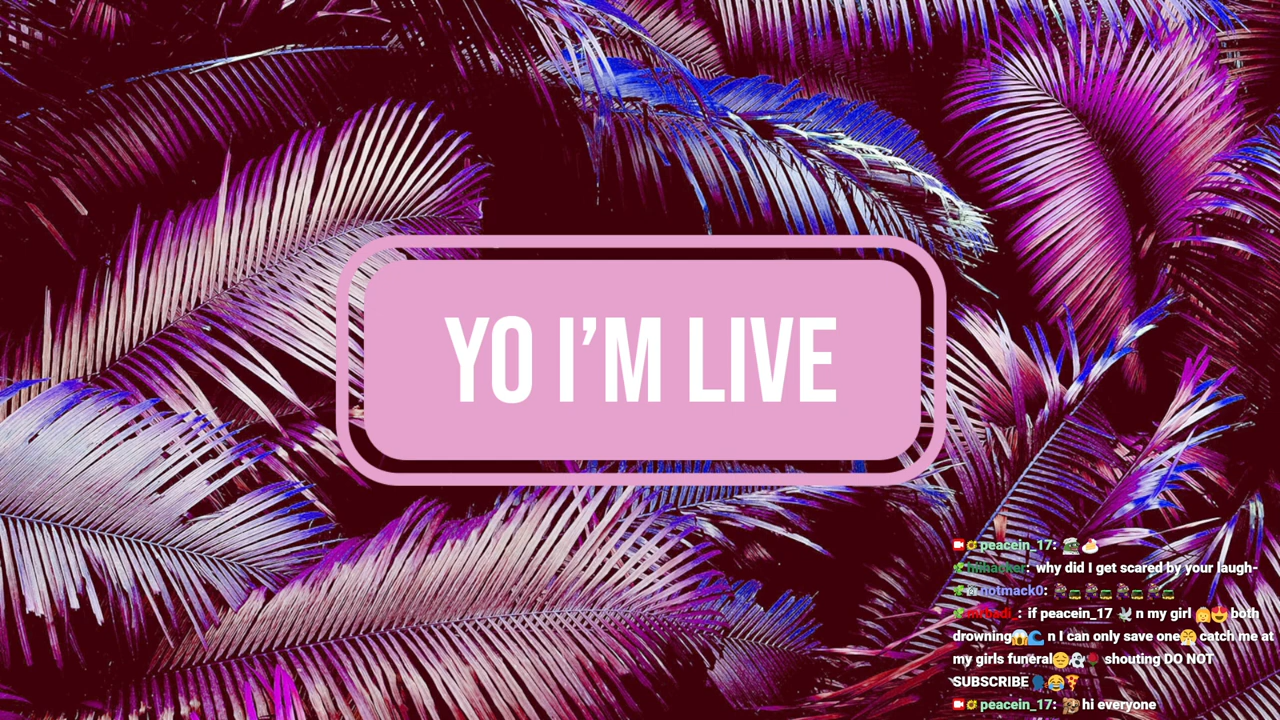 YO I’M LIVE
peacein_17:
hiihacker: why did I get scared by your laugh-
notmack0:
: if peacein_17 🕊 n my girl 👰😍 both
drowning😱🌊 n I can only save one😤 catch me at
my girls funeral😔👻🌹 shouting DO NOT
SUBSCRIBE 🗣😂🍕
peacein_17: hi everyone